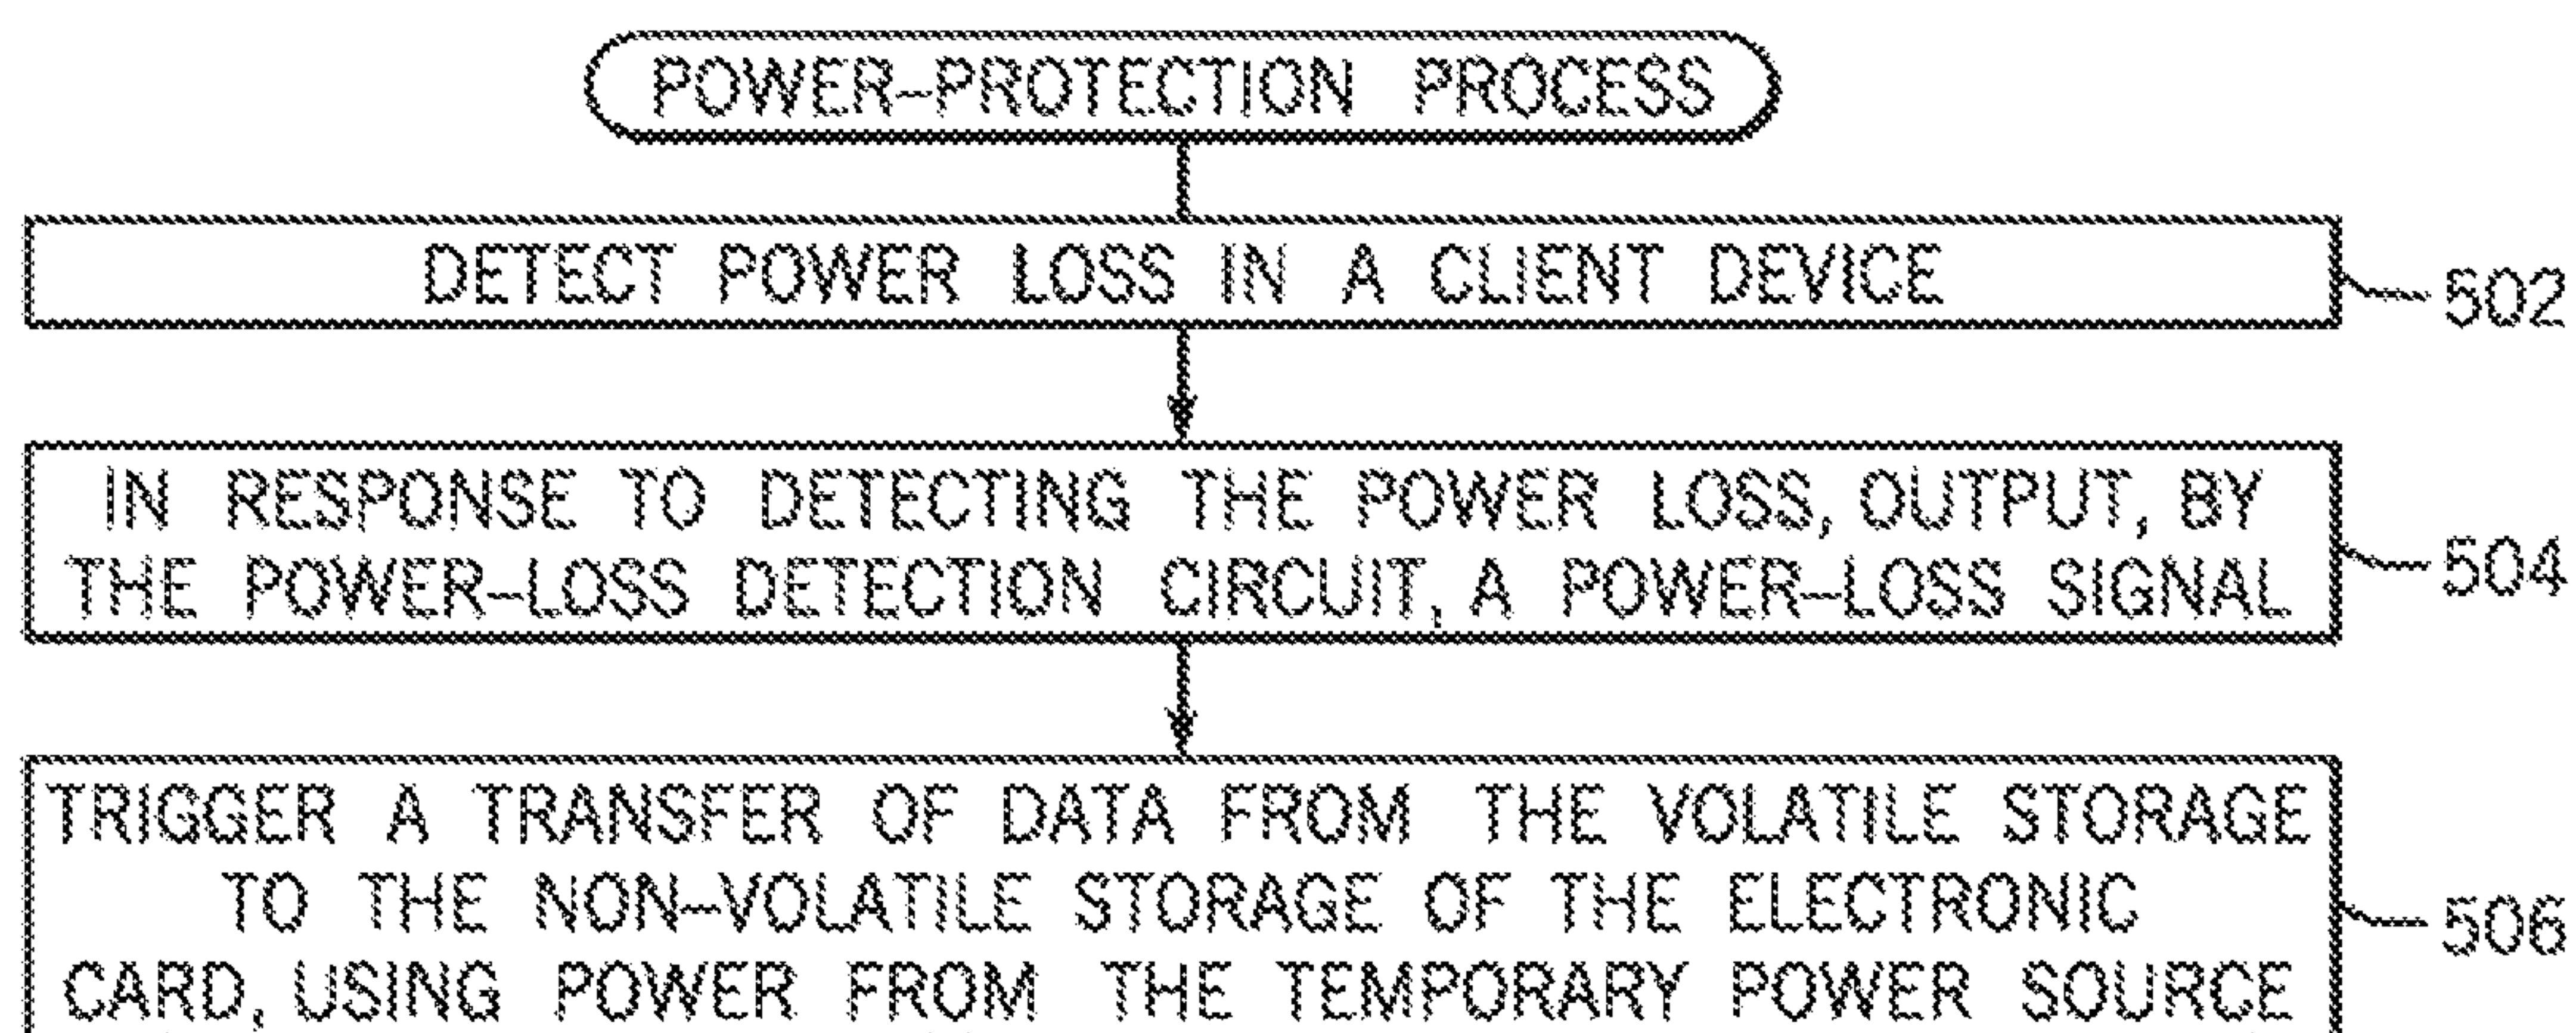 POWER-PROTECTION PROCESS
DETECT POWER LOSS IN A CLIENT DEVICE
502
IN RESPONSE TO DETECTING THE POWER LOSS, OUTPUT, BY
THE POWER-LOSS DETECTION CIRCUIT, A POWER-LOSS SIGNAL
504
TRIGGER A TRANSFER OF DATA FROM THE VOLATILE STORAGE
TO THE NON-VOLATILE STORAGE OF THE ELECTRONIC
CARD, USING POWER FROM THE TEMPORARY POWER SOURCE
506